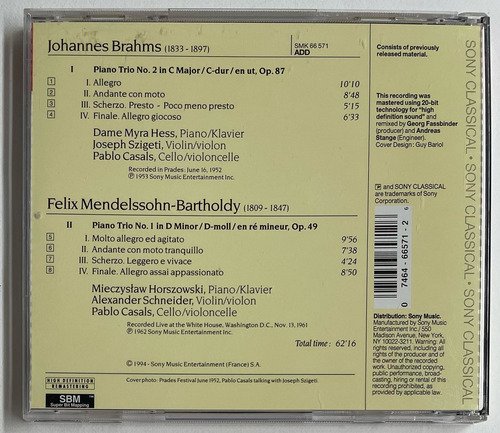 Johannes Brahms (1833 - 1897)
SMK 66 571
ADD
I Piano Trio No. 2 in C Major / C-dur / en ut, Op. 87
1 I. Allegro 10'10
2 II. Andante con moto 8'48
3 III. Scherzo. Presto - Poco meno presto 5'15
4 IV. Finale. Allegro giocoso 6'33
Dame Myra Hess, Piano/Klavier
Joseph Szigeti, Violin/violon
Pablo Casals, Cello/violoncelle
Recorded in Prades, June 16, 1952
Ⓟ 1953 Sony Music Entertainment Inc.
Felix Mendelssohn-Bartholdy (1809 - 1847)
II Piano Trio No. 1 in D Minor / D-moll / en ré mineur, Op. 49
5 I. Molto allegro ed agitato 9'56
6 II. Andante con moto tranquillo 7'38
7 III. Scherzo. Leggero e vivace 4'24
8 IV. Finale. Allegro assai appassionato 8'50
Mieczysław Horszowski, Piano/Klavier
Alexander Schneider, Violin/violon
Pablo Casals, Cello/violoncelle
Recorded Live at the White House, Washington D.C., Nov. 13, 1961
Ⓟ 1962 Sony Music Entertainment Inc.
Total time : 62'16
© 1994 - Sony Music Entertainment (France) S.A.
HIGH DEFINITION
REMASTERING
SBM
Super Bit Mapping
Cover photo: Prades Festival June 1952, Pablo Casals talking with Joseph Szigeti.
Consists of previously
released material.
This recording was
mastered using 20-bit
technology for "high
definition sound" and
remixed by Georg Fassbinder
(producer) and Andreas
Stange (Engineer).
Cover Design : Guy Bariol
Ⓟ and SONY CLASSICAL
are trademarks of Sony
Corporation.
0 7464-66571-2 6
Distribution: Sony Music.
Manufactured by Sony Music
Entertainment Inc / 550
Madison Avenue, New York,
NY 10022-3211. Warning: All
rights reserved, including all
rights of the producer and of
the owner of the recorded
work. Unauthorized copying,
public performance, broad-
casting, hiring or rental of
this recording prohibited, as
provided by applicable law.
SONY CLASSICAL • SONY CLASSICAL • SONY CLASSICAL • SONY CLASSICAL